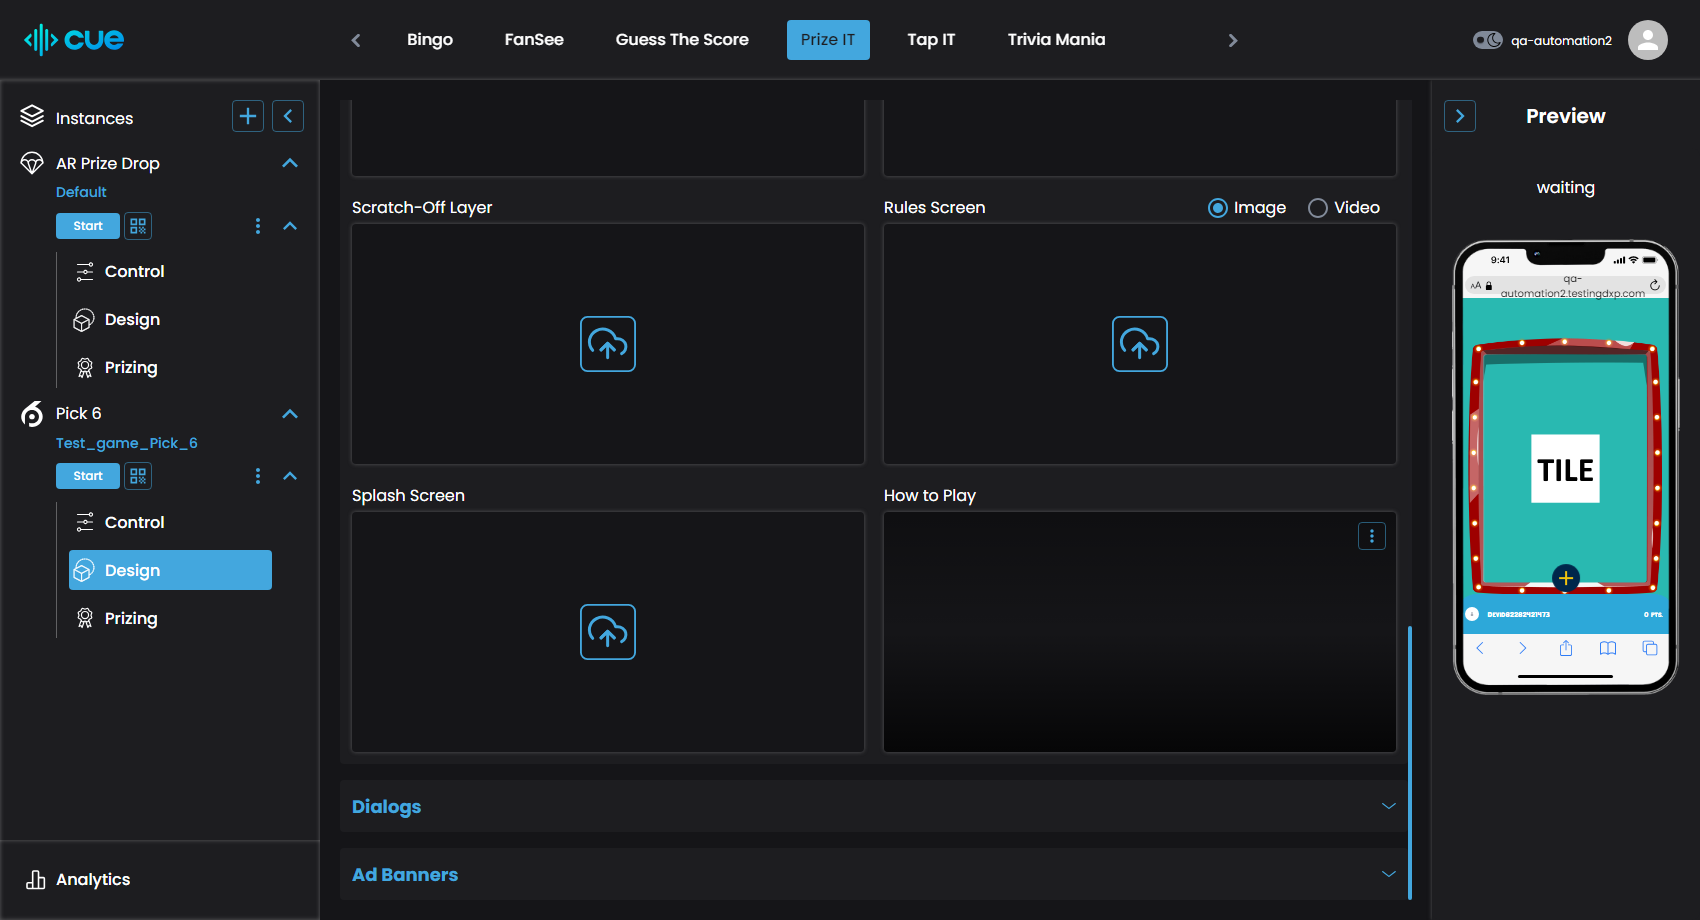 cue
Bingo
FanSee
Guess The Score
Prize IT
Tap IT
Trivia Mania
qa-automation2
Instances
AR Prize Drop
Default
Start
Control
Design
Prizing
Pick 6
Test_game_Pick_6
Start
Control
Design
Prizing
Analytics
Scratch-Off Layer
Rules Screen
Image
Video
Splash Screen
How to Play
Dialogs
Ad Banners
Preview
waiting
9:41
AA
qa-
automation2.testingdxp.com
TILE
0 PTS.